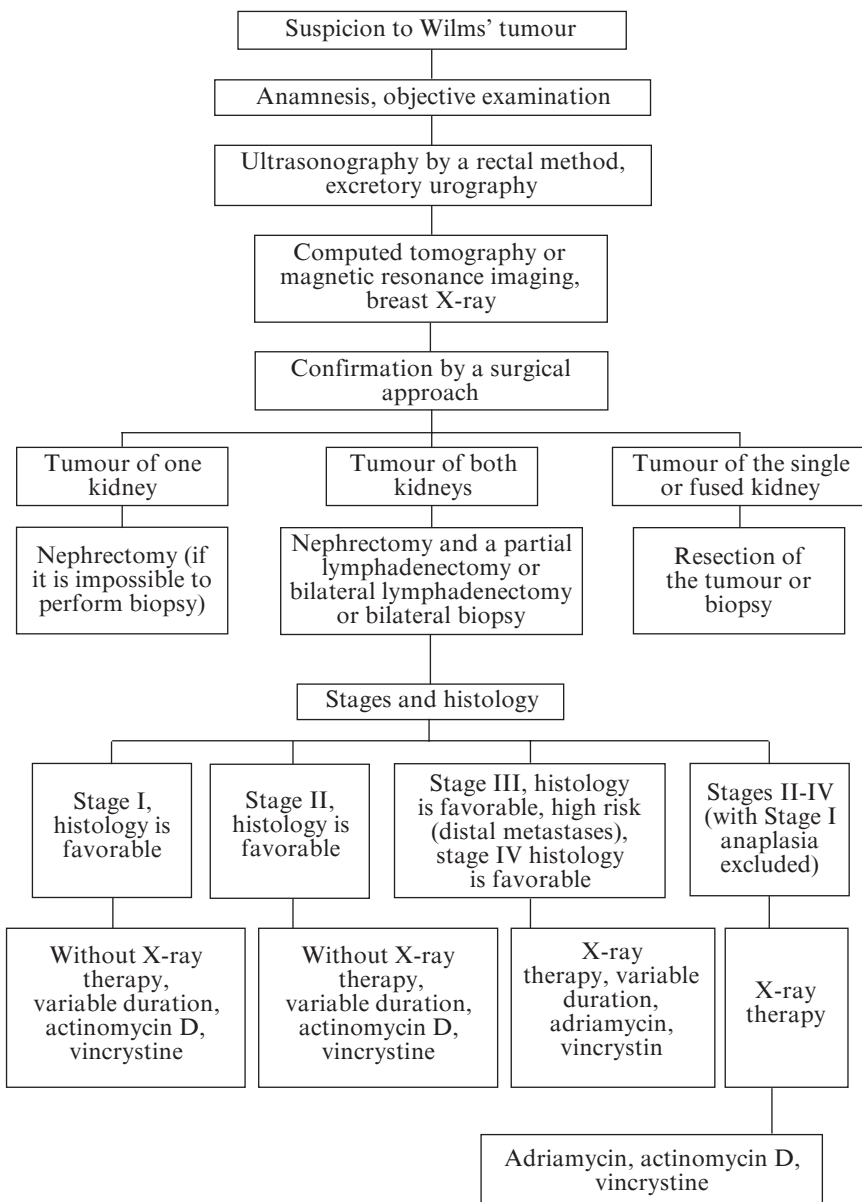 Suspicion to Wilms' tumour
Anamnesis, objective examination
Ultrasonography by a rectal method,
excretory urography
Computed tomography or
magnetic resonance imaging,
breast X-ray
Confirmation by a surgical
approach
Tumour of one
kidney
Tumour of both
kidneys
Tumour of the single
or fused kidney
Nephrectomy (if
it is impossible to
perform biopsy)
Nephrectomy and a partial
lymphadenectomy or
bilateral lymphadenectomy
or bilateral biopsy
Resection of
the tumour or
biopsy
Stages and histology
Stage I,
histology is
favorable
Stage II,
histology is
favorable
Stage III, histology
is favorable, high risk
(distal metastases),
stage IV histology
is favorable
Stages II-IV
(with Stage I
anaplasia
excluded)
Without X-ray
therapy,
variable duration,
actinomycin D,
vincrystine
Without X-ray
therapy,
variable duration,
actinomycin D,
vincrystine
X-ray
therapy, variable
duration,
adriamycin,
vincrystin
X-ray
therapy
Adriamycin, actinomycin D,
vincrystine